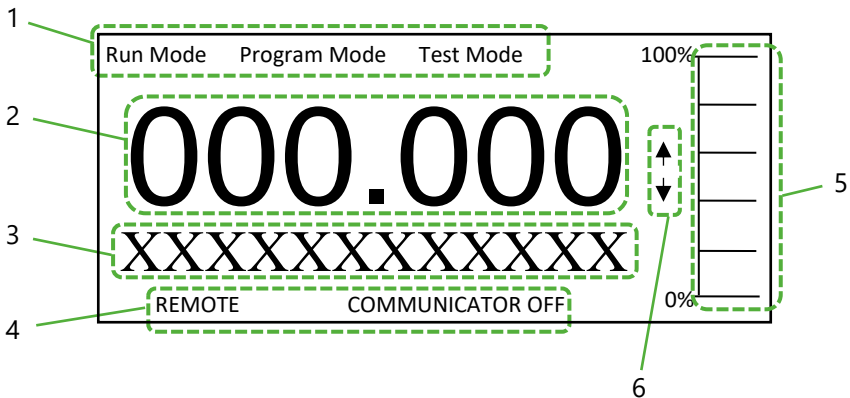 1
Run Mode Program Mode Test Mode 100%
2
000.000
5
3
XXXXXXXXXXXX
REMOTE COMMUNICATOR OFF 0%
4
6